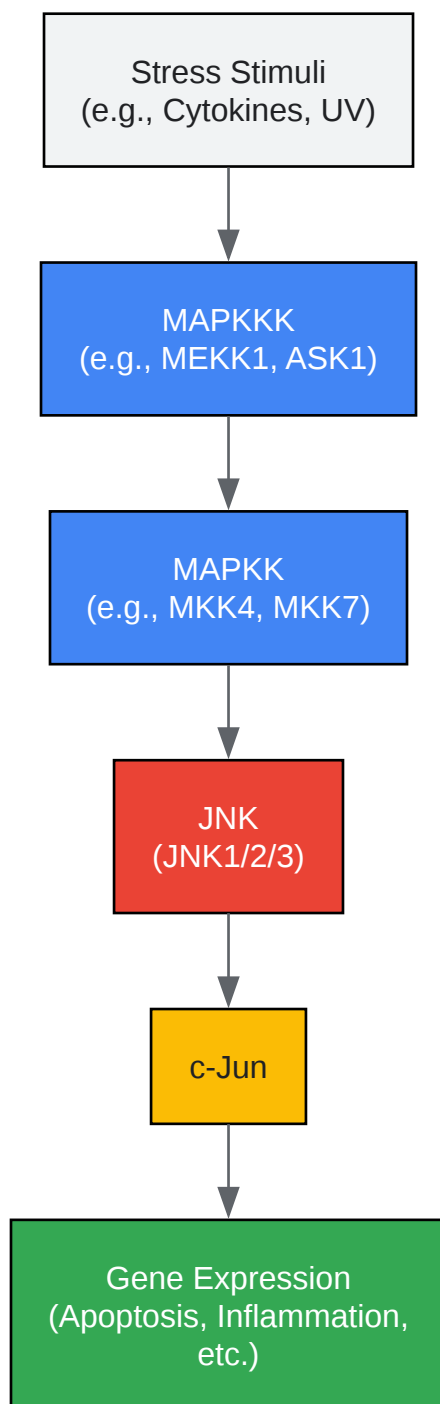 Stress Stimuli
(e.g., Cytokines, UV)
MAPKKK
(e.g., MEKK1, ASK1)
MAPKK
(e.g., MKK4, MKK7)
JNK
(JNK1/2/3)
c-Jun
Gene Expression
(Apoptosis, Inflammation,
etc.)